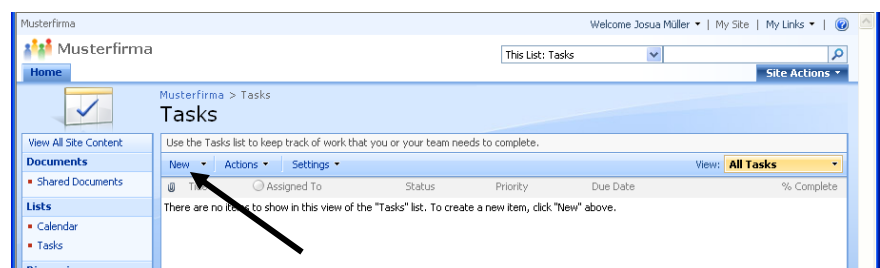 Musterfirma
Welcome Josua Müller | My Site | My Links |
Musterfirma
This List: Tasks
Home
Site Actions
Musterfirma > Tasks
Tasks
View All Site Content
Use the Tasks list to keep track of work that you or your team needs to complete.
Documents
New Actions Settings
View: All Tasks
Shared Documents
Assigned To Status Priority Due Date % Complete
Lists
There are no items to show in this view of the "Tasks" list. To create a new item, click "New" above.
Calendar
Tasks